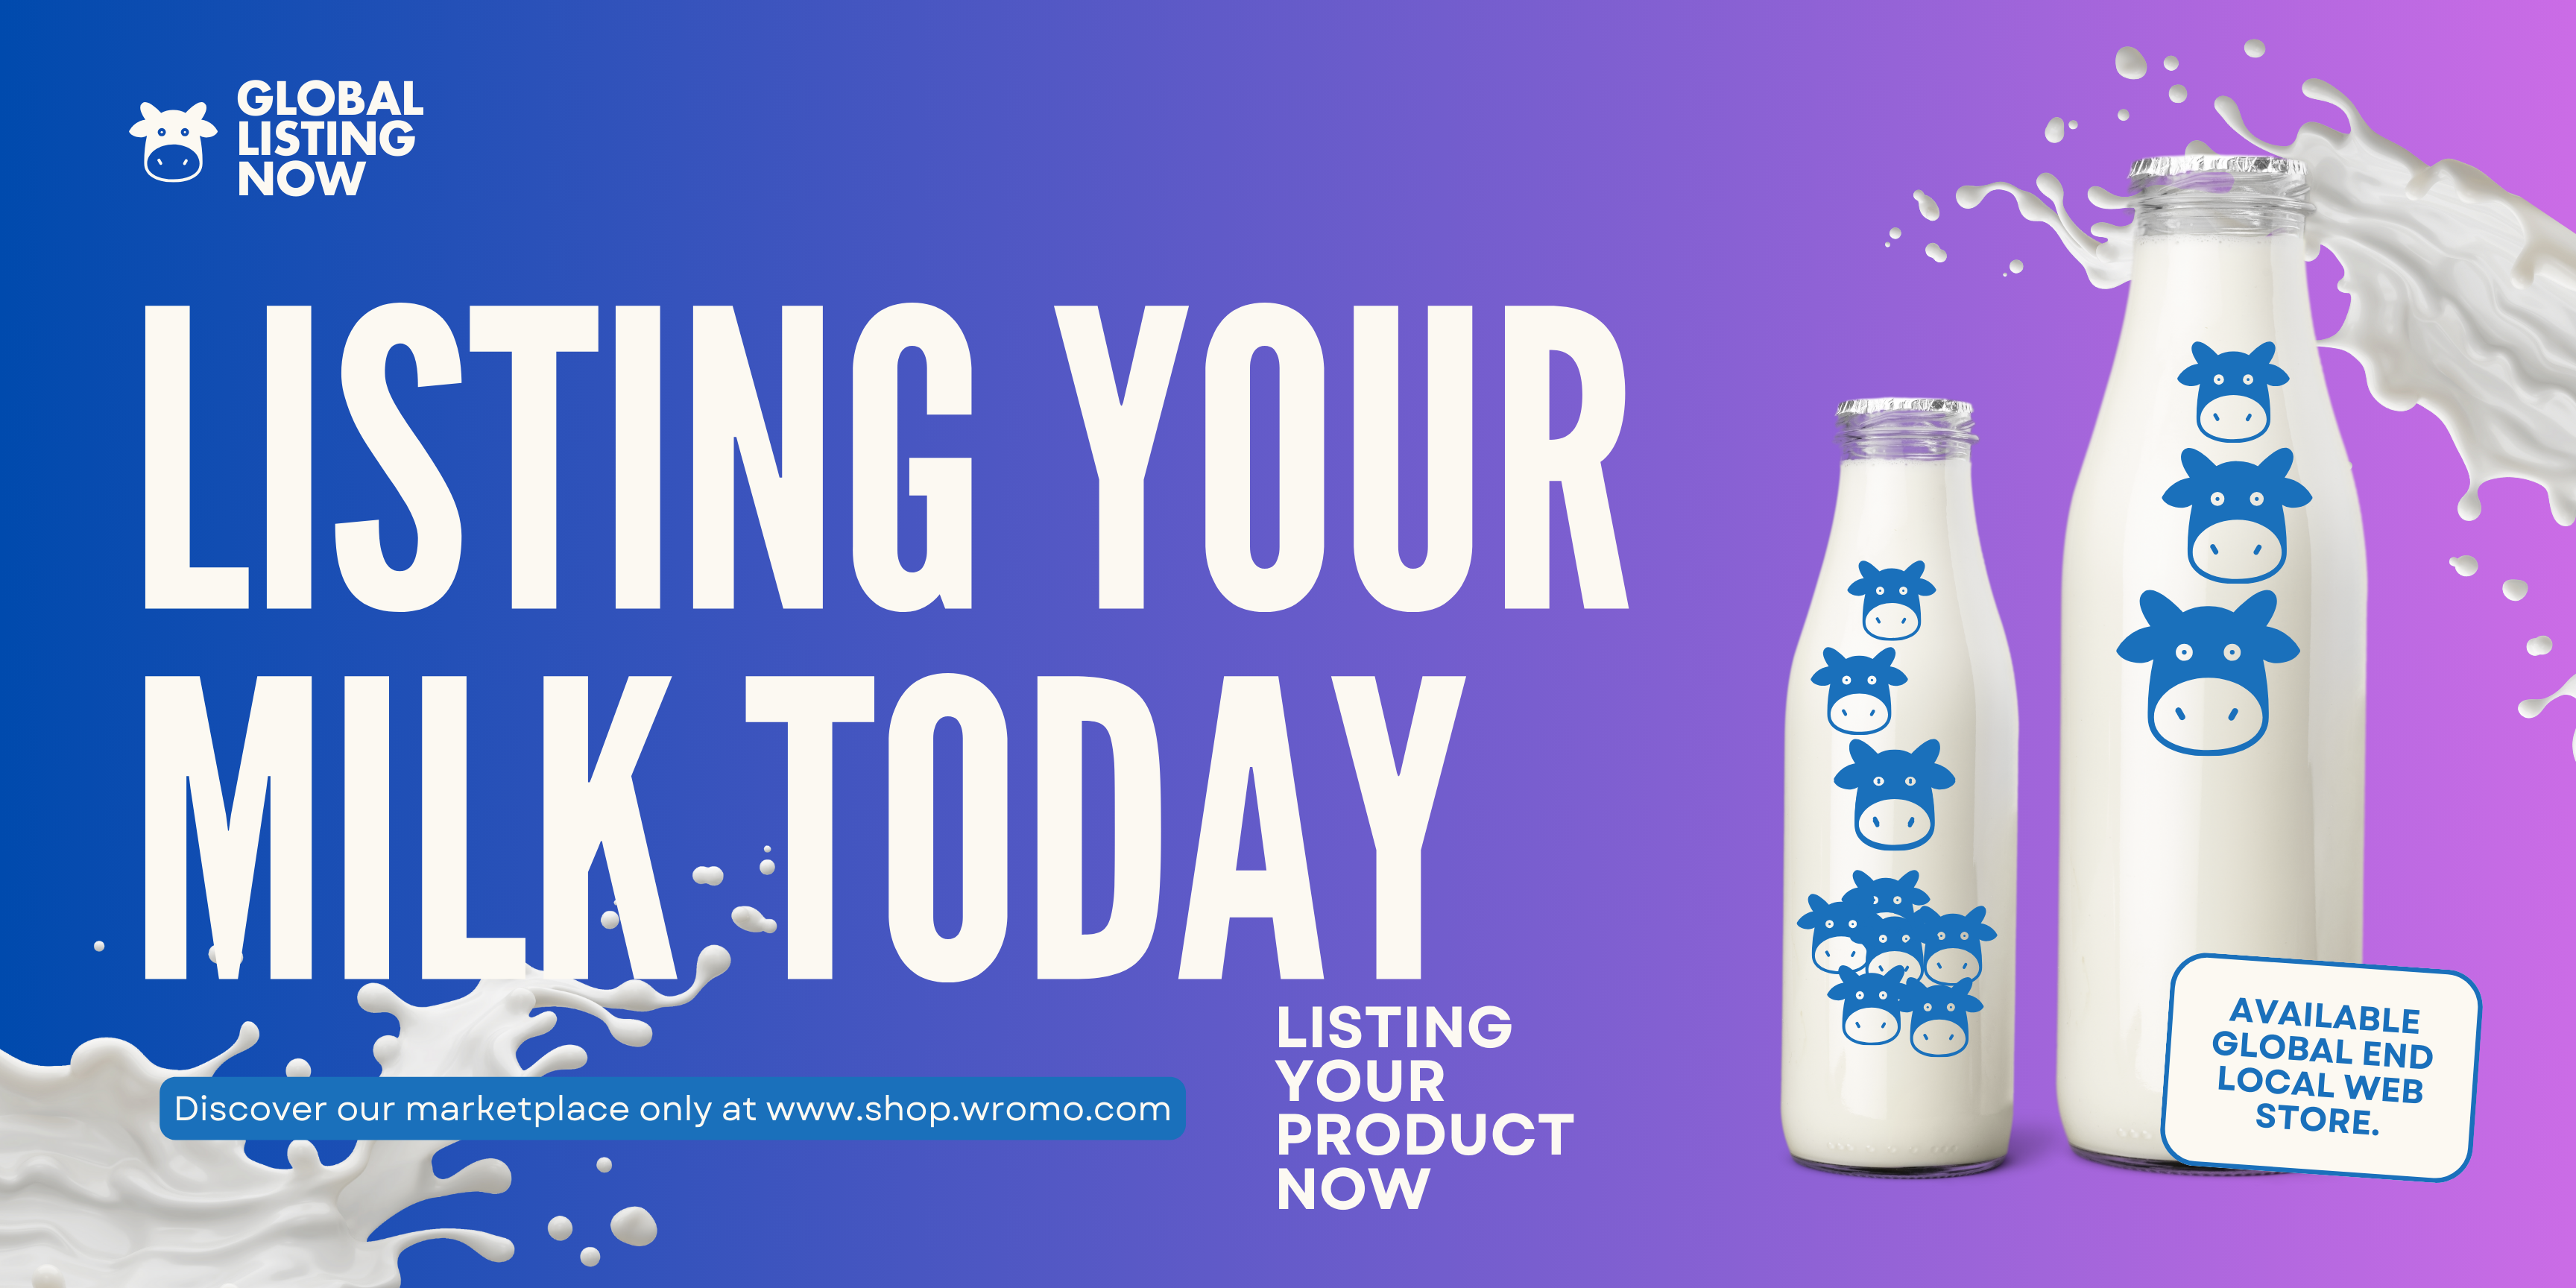 GLOBAL
LISTING
NOW
LISTING YOUR
MILK TODAY
Discover our marketplace only at www.shop.wromo.com
LISTING
YOUR
PRODUCT
NOW
AVAILABLE
GLOBAL END
LOCAL WEB
STORE.